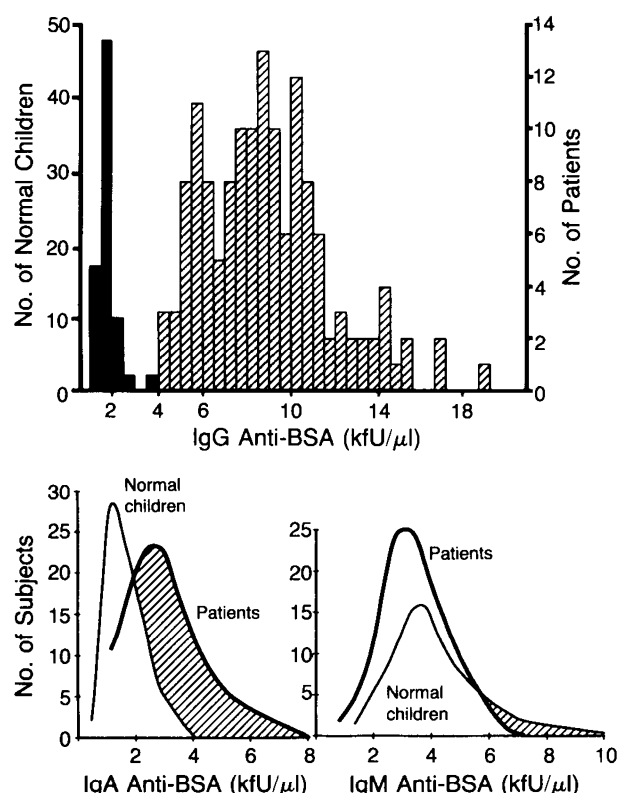 50
40
30
20
10
0
No. of Normal Children
14
12
10
8
6
4
2
0
No. of Patients
2 4 6 10 14 18
IgG Anti-BSA (kfU/μl)
30
25
20
15
10
5
0
No. of Subjects
Normal
children
Patients
0 2 4 6 8
IgA Anti-BSA (kfU/μl)
25
20
15
10
5
Patients
Normal
children
2 4 6 8 10
IgM Anti-BSA (kfU/μl)